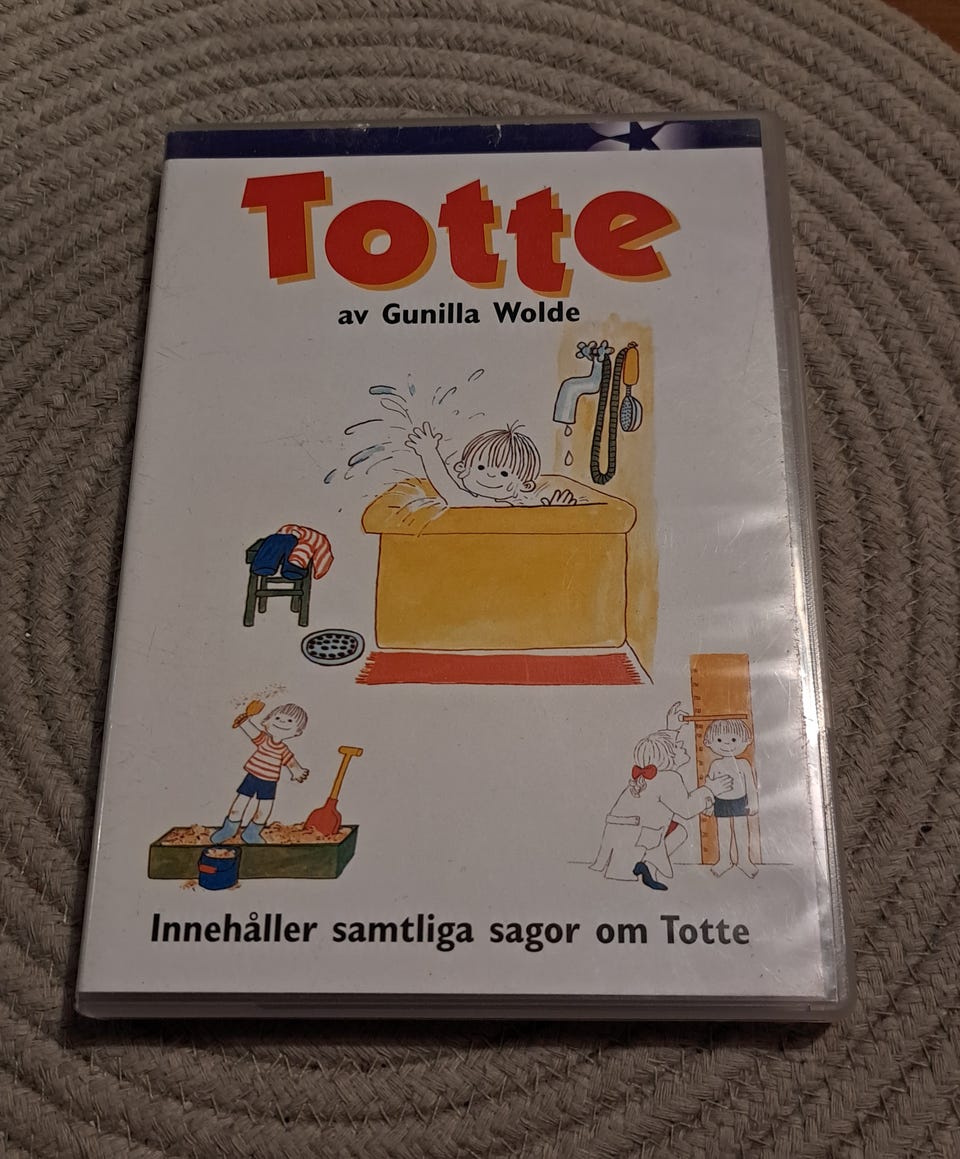 Totte
av Gunilla Wolde
Innehåller samtliga sagor om Totte